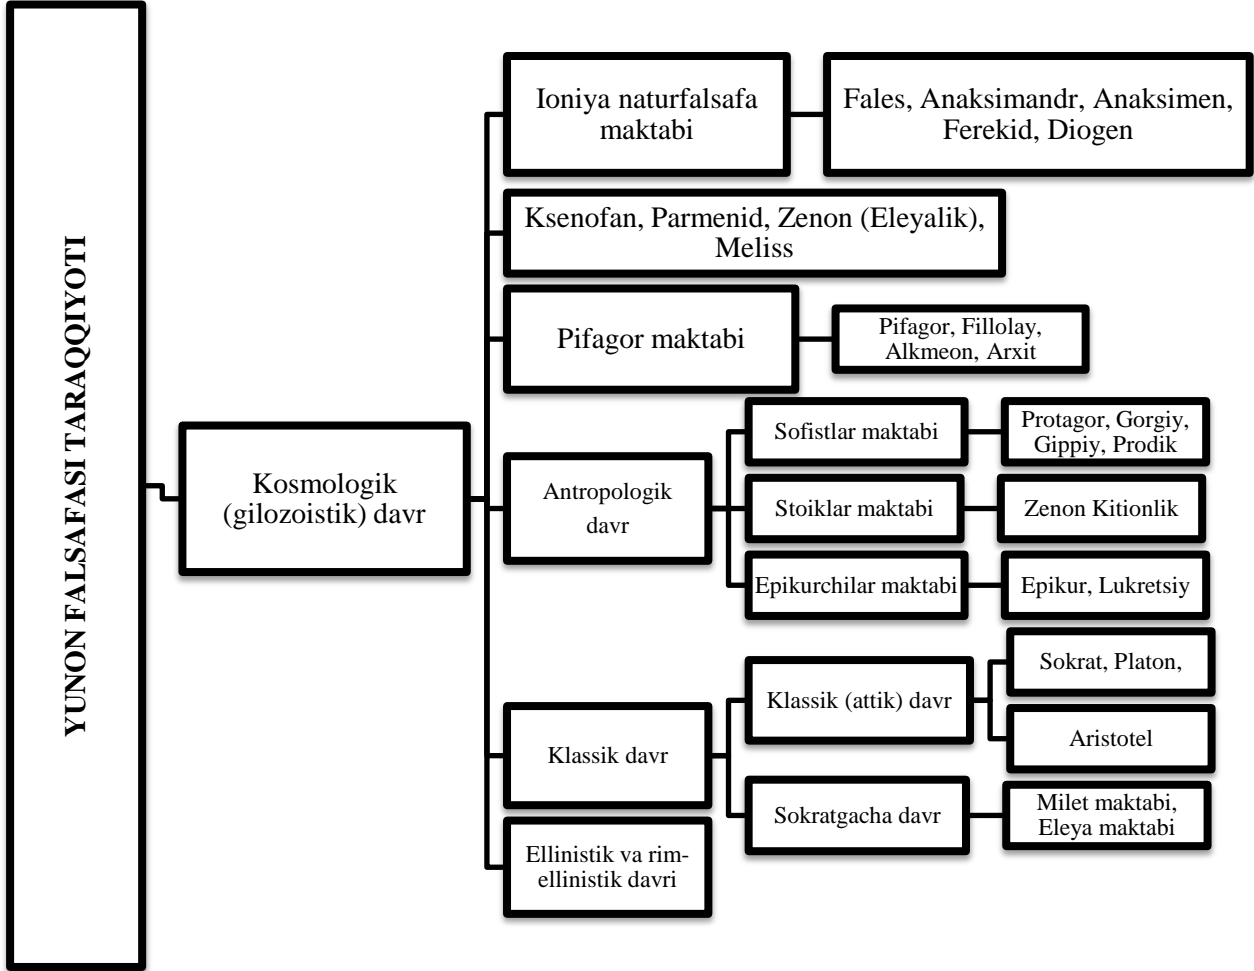 YUNON FALSAFASI TARAQQIYOTI
Kosmologik
(gilozoistik) davr
Ioniya naturfalsafa
maktabi
Fales, Anaksimandr, Anaksimen,
Ferekid, Diogen
Ksenofan, Parmenid, Zenon (Eleyalik),
Meliss
Pifagor maktabi
Pifagor, Fillolay,
Alkmeon, Arxit
Antropologik
davr
Sofistlar maktabi
Protagor, Gorgiy,
Gippiy, Prodik
Stoiklar maktabi
Zenon Kitionlik
Epikurchilar maktabi
Epikur, Lukretsiy
Klassik davr
Klassik (attik) davr
Sokrat, Platon,
Aristotel
Sokratgacha davr
Milet maktabi,
Eleya maktabi
Ellinistik va rim-
ellinistik davri